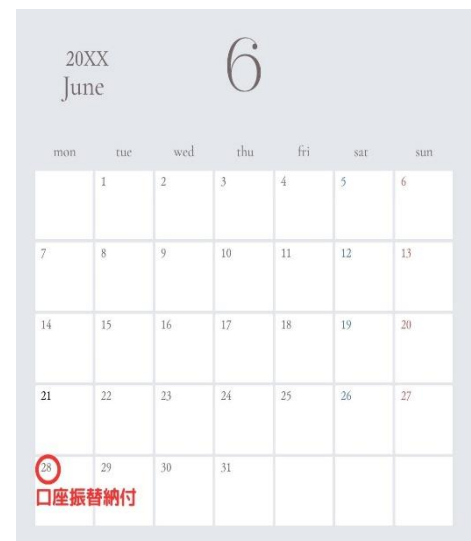 20XX
June
6
mon tue wed thu fri sat sun
1 2 3 4 5 6
7 8 9 10 11 12 13
14 15 16 17 18 19 20
21 22 23 24 25 26 27
28 29 30 31
口座振替納付